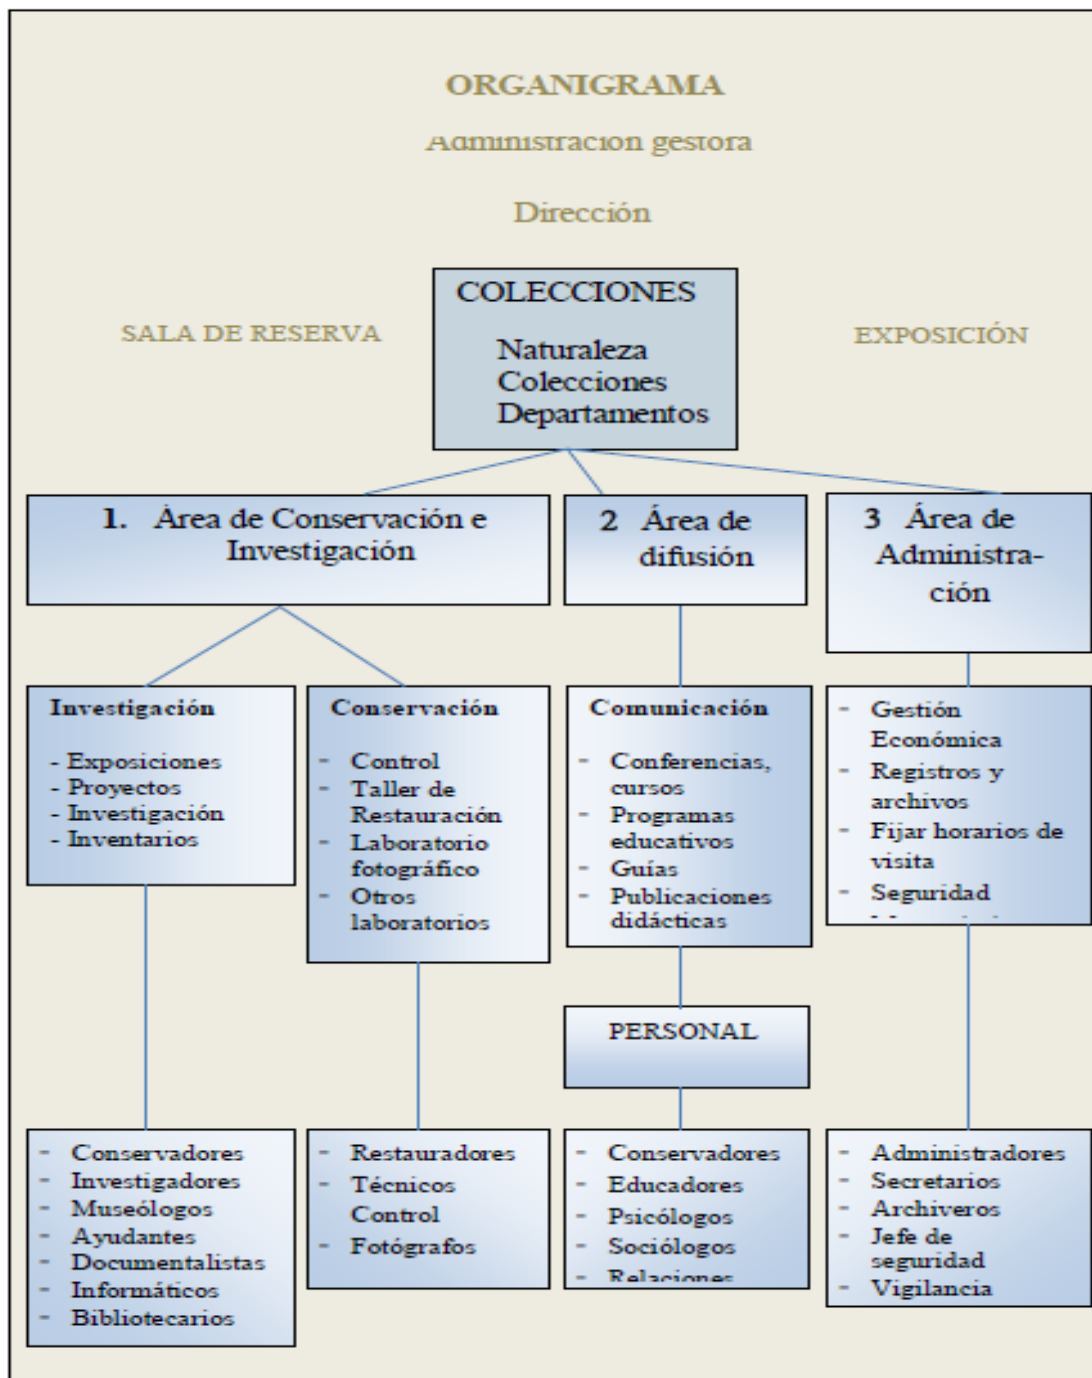 ORGANIGRAMA
Administración gestora
Dirección
COLECCIONES
Naturaleza
Colecciones
Departamentos
SALA DE RESERVA
EXPOSICIÓN
1. Área de Conservación e
Investigación
2 Área de
difusión
3 Área de
Administra-
ción
Investigación
- Exposiciones
- Proyectos
- Investigación
- Inventarios
Conservación
- Control
- Taller de
Restauración
- Laboratorio
fotográfico
- Otros
laboratorios
Comunicación
- Conferencias,
cursos
- Programas
educativos
- Guías
- Publicaciones
didácticas
- Gestión
Económica
- Registros y
archivos
- Fijar horarios de
visita
- Seguridad
PERSONAL
- Conservadores
- Investigadores
- Museólogos
- Ayudantes
- Documentalistas
- Informáticos
- Bibliotecarios
- Restauradores
- Técnicos
Control
- Fotógrafos
- Conservadores
- Educadores
- Psicólogos
- Sociólogos
- Relaciones
- Administradores
- Secretarios
- Archiveros
- Jefe de
seguridad
- Vigilancia